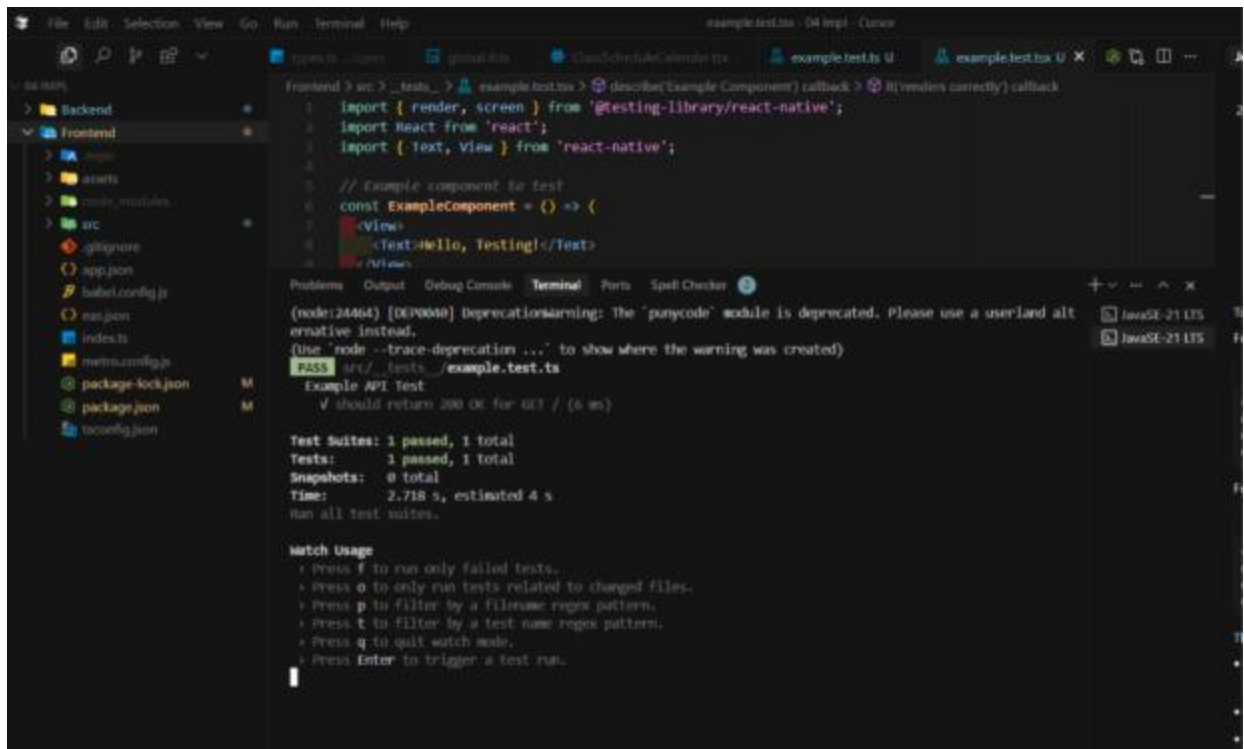 File Edit Selection View Go Run Terminal Help
example.test.tsx - 04 Impl - Cursor
types.ts ...\types
global.d.ts
ClassScheduleCalendar.tsx
example.test.ts U
example.test.tsx U
04 IMPL
Backend
Frontend
assets
node_modules
src
.gitignore
app.json
babel.config.js
eas.json
index.ts
metro.config.js
package-lock.json M
package.json M
tsconfig.json
frontend > src > __tests__ > example.test.tsx > describe('Example Component') callback > it('renders correctly') callback
1 import { render, screen } from '@testing-library/react-native';
2 import React from 'react';
3 import { Text, View } from 'react-native';
4
5 // Example component to test
6 const ExampleComponent = () => (
7 <View>
8 <Text>Hello, Testing!</Text>
9 </View>
Problems Output Debug Console Terminal Ports Spell Checker 2
(node:24464) [DEP0040] DeprecationWarning: The `punycode` module is deprecated. Please use a userland alt
ernative instead.
(Use `node --trace-deprecation ...` to show where the warning was created)
PASS src/__tests__/example.test.ts
Example API Test
√ should return 200 OK for GET / (6 ms)
Test Suites: 1 passed, 1 total
Tests: 1 passed, 1 total
Snapshots: 0 total
Time: 2.718 s, estimated 4 s
Ran all test suites.
Watch Usage
› Press f to run only failed tests.
› Press o to only run tests related to changed files.
› Press p to filter by a filename regex pattern.
› Press t to filter by a test name regex pattern.
› Press q to quit watch mode.
› Press Enter to trigger a test run.
JavaSE-21 LTS
JavaSE-21 LTS